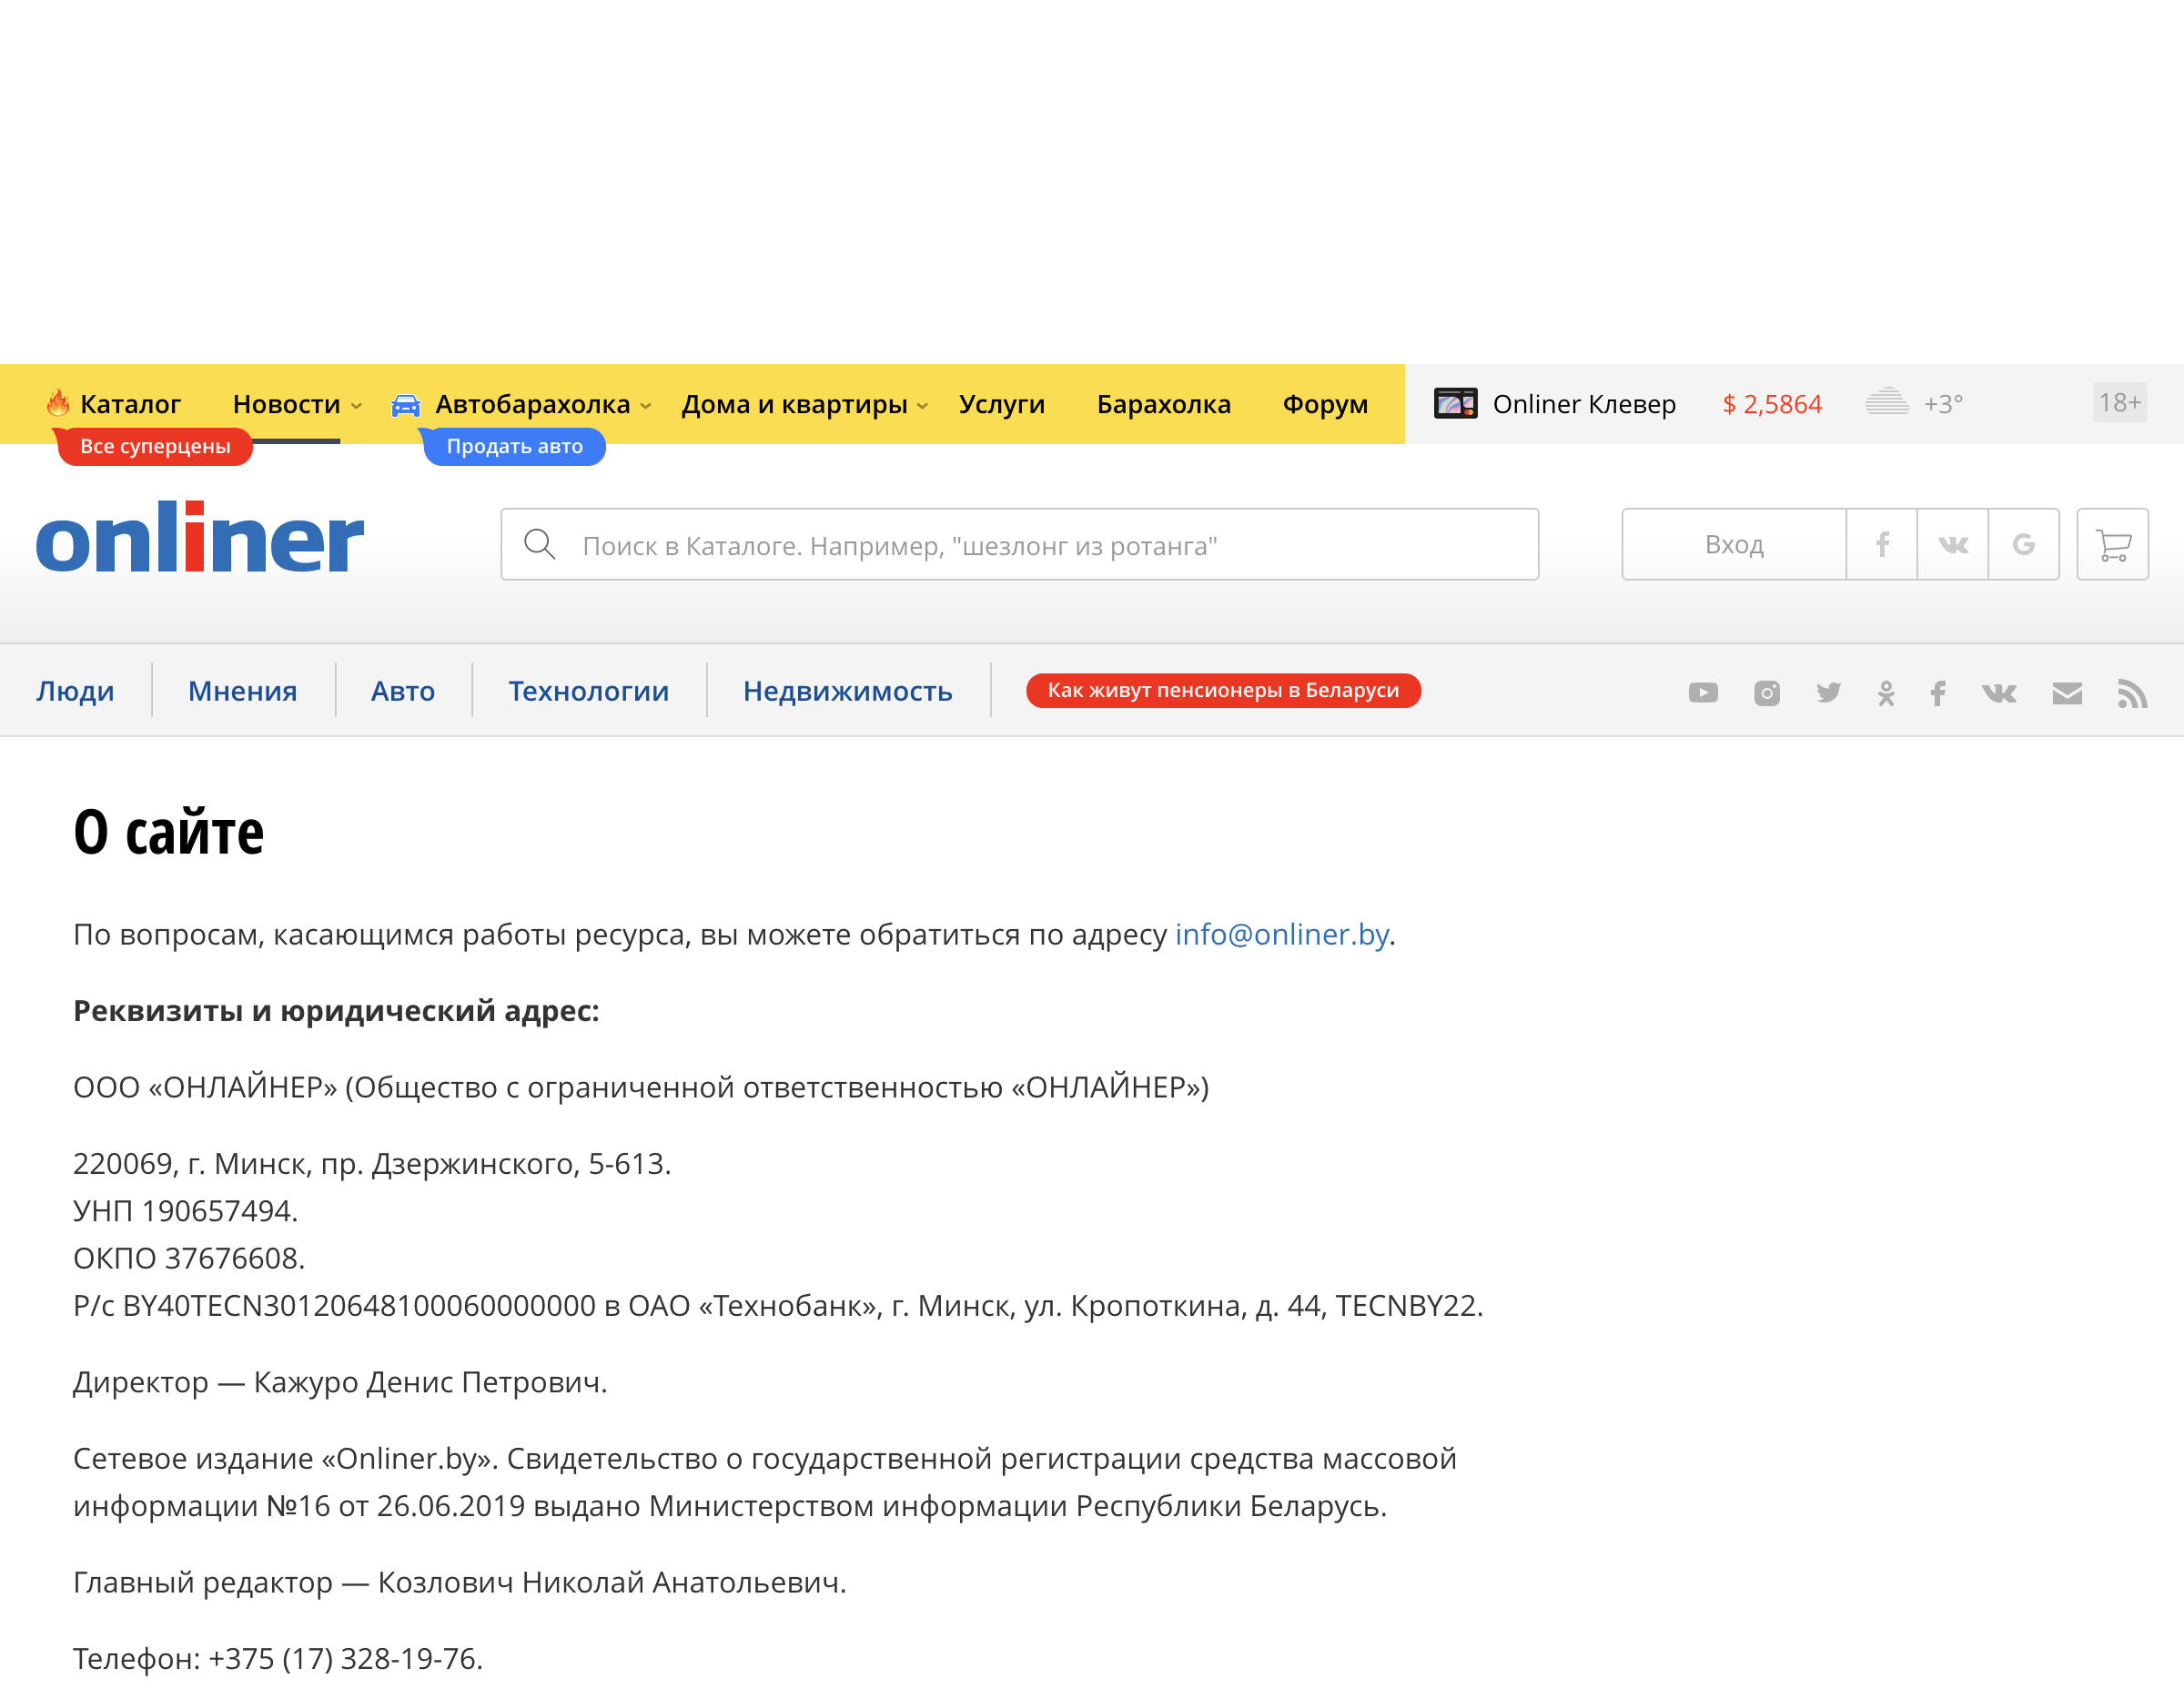 Каталог Новости Автобарахолка Дома и квартиры Услуги Барахолка Форум Onliner Клевер $ 2,5864 +3° 18+
Все суперцены Продать авто
onliner Поиск в Каталоге. Например, "шезлонг из ротанга" Вход
Люди Мнения Авто Технологии Недвижимость Как живут пенсионеры в Беларуси
О сайте
По вопросам, касающимся работы ресурса, вы можете обратиться по адресу info@onliner.by.
Реквизиты и юридический адрес:
ООО «ОНЛАЙНЕР» (Общество с ограниченной ответственностью «ОНЛАЙНЕР»)
220069, г. Минск, пр. Дзержинского, 5-613.
УНП 190657494.
ОКПО 37676608.
Р/с BY40TECN30120648100060000000 в ОАО «Технобанк», г. Минск, ул. Кропоткина, д. 44, TECNBY22.
Директор — Кажуро Денис Петрович.
Сетевое издание «Onliner.by». Свидетельство о государственной регистрации средства массовой
информации №16 от 26.06.2019 выдано Министерством информации Республики Беларусь.
Главный редактор — Козлович Николай Анатольевич.
Телефон: +375 (17) 328-19-76.